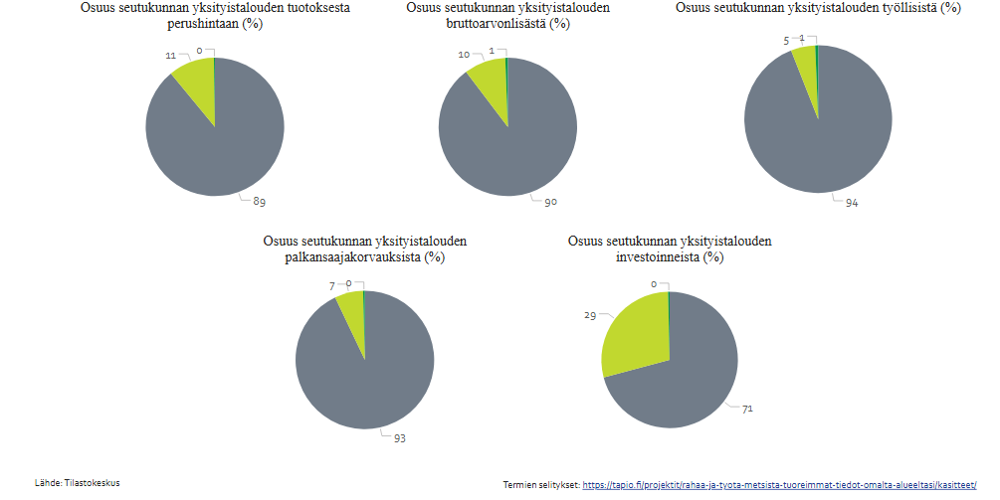 Osuus seutukunnan yksityistalouden tuotoksesta
perushintaan (%)
11
0
89
Osuus seutukunnan yksityistalouden
bruttoarvonlisästä (%)
10
1
90
Osuus seutukunnan yksityistalouden työllisistä (%)
5
1
94
Osuus seutukunnan yksityistalouden
palkansaajakorvauksista (%)
7
0
93
Osuus seutukunnan yksityistalouden
investoinneista (%)
0
29
71
Lähde: Tilastokeskus
Termien selitykset: https://tapio.fi/projektit/rahaa-ja-tyota-metsista-tuoreimmat-tiedot-omalta-alueeltasi/kasitteet/